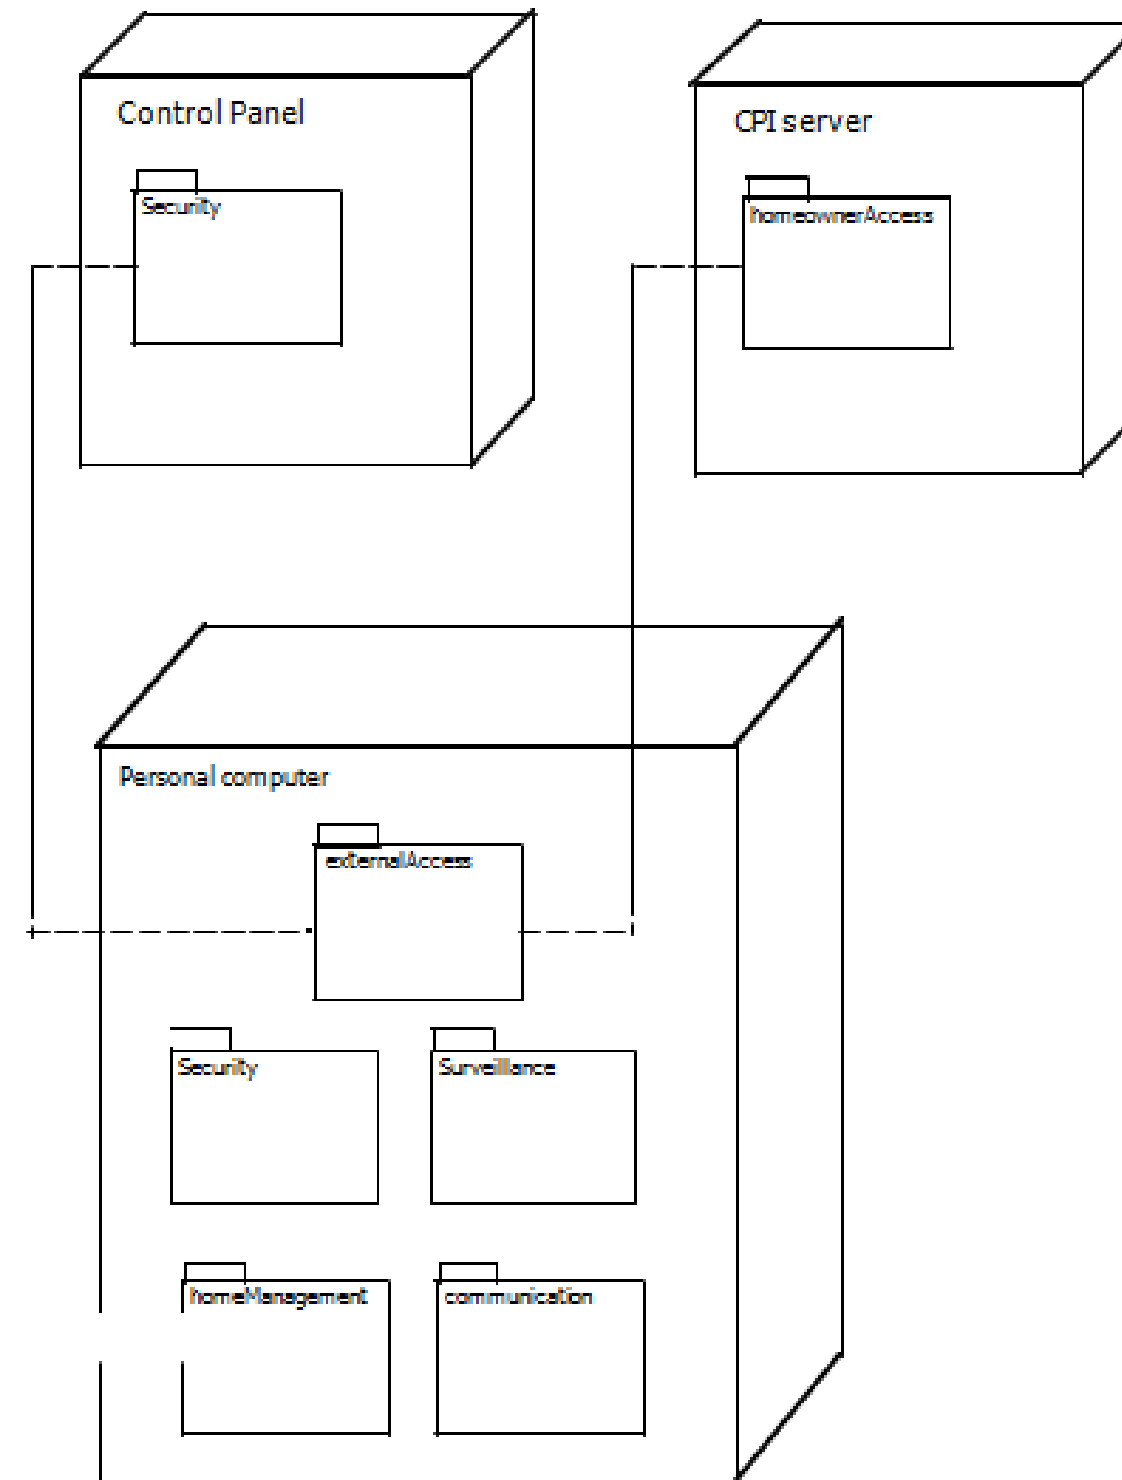 Control Panel
Security
CPI server
homeownerAccess
Personal computer
externalAccess
Security
Surveillance
homeManagement
communication